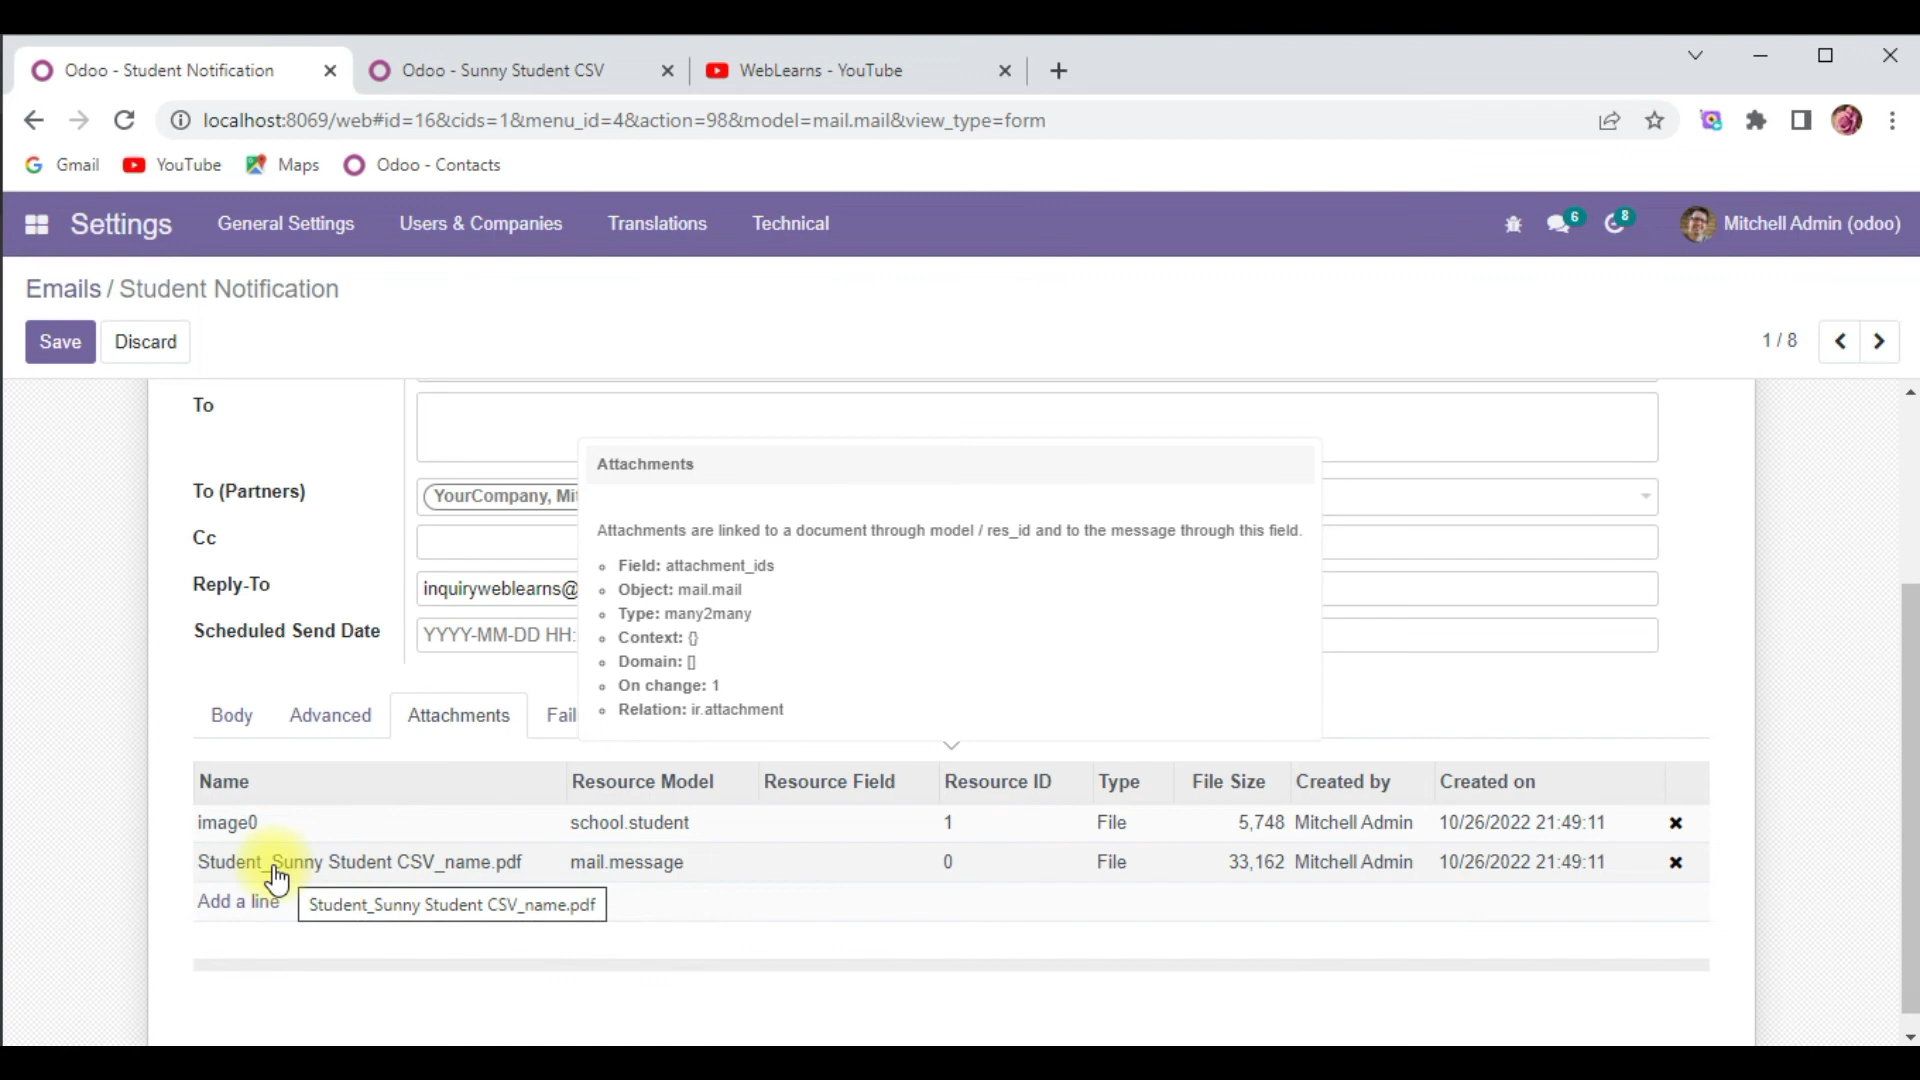 Odoo - Student Notification
Odoo - Sunny Student CSV
WebLearns - YouTube
localhost:8069/web#id=16&cids=1&menu_id=4&action=98&model=mail.mail&view_type=form
Gmail YouTube Maps Odoo - Contacts
Settings General Settings Users & Companies Translations Technical 6 8 Mitchell Admin (odoo)
Emails / Student Notification
Save Discard 1 / 8
To
Attachments
To (Partners) YourCompany, Mit
Attachments are linked to a document through model / res_id and to the message through this field.
Cc
Field: attachment_ids
Reply-To inquiryweblearns@
Object: mail.mail
Type: many2many
Scheduled Send Date YYYY-MM-DD HH:
Context: {}
Domain: []
On change: 1
Relation: ir.attachment
Body Advanced Attachments Fail
Name Resource Model Resource Field Resource ID Type File Size Created by Created on
image0 school.student 1 File 5,748 Mitchell Admin 10/26/2022 21:49:11
Student_Sunny Student CSV_name.pdf mail.message 0 File 33,162 Mitchell Admin 10/26/2022 21:49:11
Add a line
Student_Sunny Student CSV_name.pdf